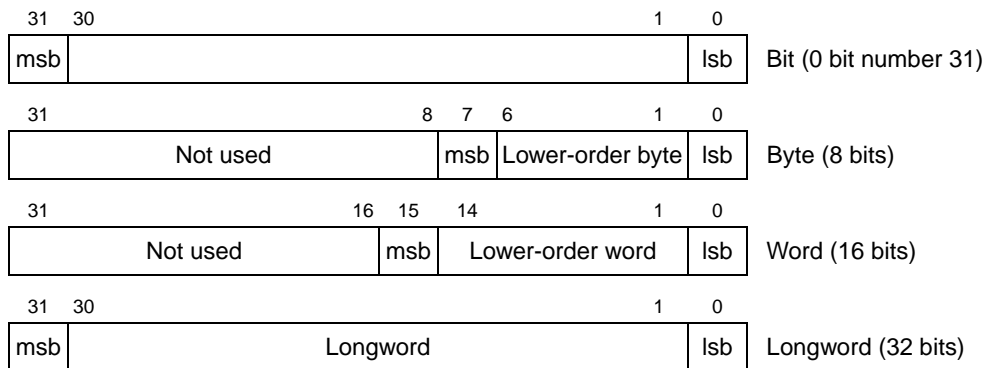 31 30 1 0
msb lsb Bit (0 bit number 31)
31 8 7 6 1 0
Not used msb Lower-order byte lsb Byte (8 bits)
31 16 15 14 1 0
Not used msb Lower-order word lsb Word (16 bits)
31 30 1 0
msb Longword lsb Longword (32 bits)